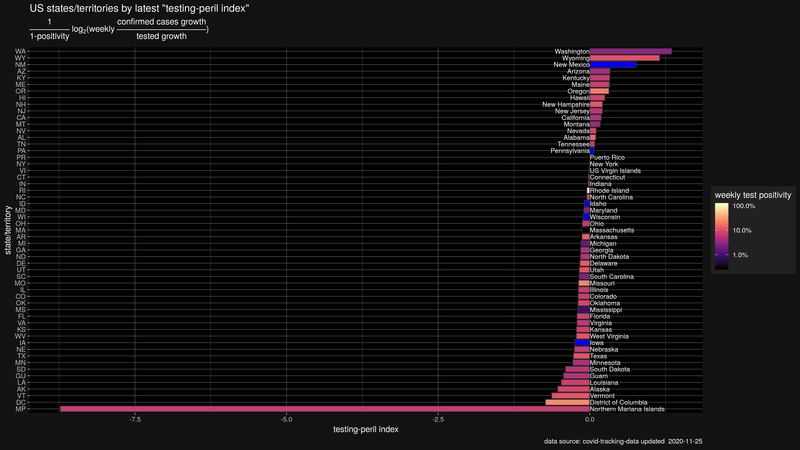 US states/territories by latest "testing-peril index"
1 confirmed cases growth
log2(weekly )
1-positivity tested growth
WA Washington
WY Wyoming
NM New Mexico
AZ Arizona
KY Kentucky
ME Maine
OR Oregon
HI Hawaii
NH New Hampshire
NJ New Jersey
CA California
MT Montana
NV Nevada
AL Alabama
TN Tennessee
PA Pennsylvania
PR Puerto Rico
NY New York
VI US Virgin Islands
CT Connecticut
IN Indiana
RI Rhode Island
NC North Carolina
ID Idaho
MD Maryland
WI Wisconsin
OH Ohio
MA Massachusetts
AR Arkansas
MI Michigan
GA Georgia
ND North Dakota
DE Delaware
UT Utah
SC South Carolina
MO Missouri
IL Illinois
CO Colorado
OK Oklahoma
MS Mississippi
FL Florida
VA Virginia
KS Kansas
WV West Virginia
IA Iowa
NE Nebraska
TX Texas
MN Minnesota
SD South Dakota
GU Guam
LA Louisiana
AK Alaska
VT Vermont
DC District of Columbia
MP Northern Mariana Islands
state/territory
-7.5 -5.0 -2.5 0.0
testing-peril index
weekly test positivity
100.0%
10.0%
1.0%
data source: covid-tracking-data updated 2020-11-25